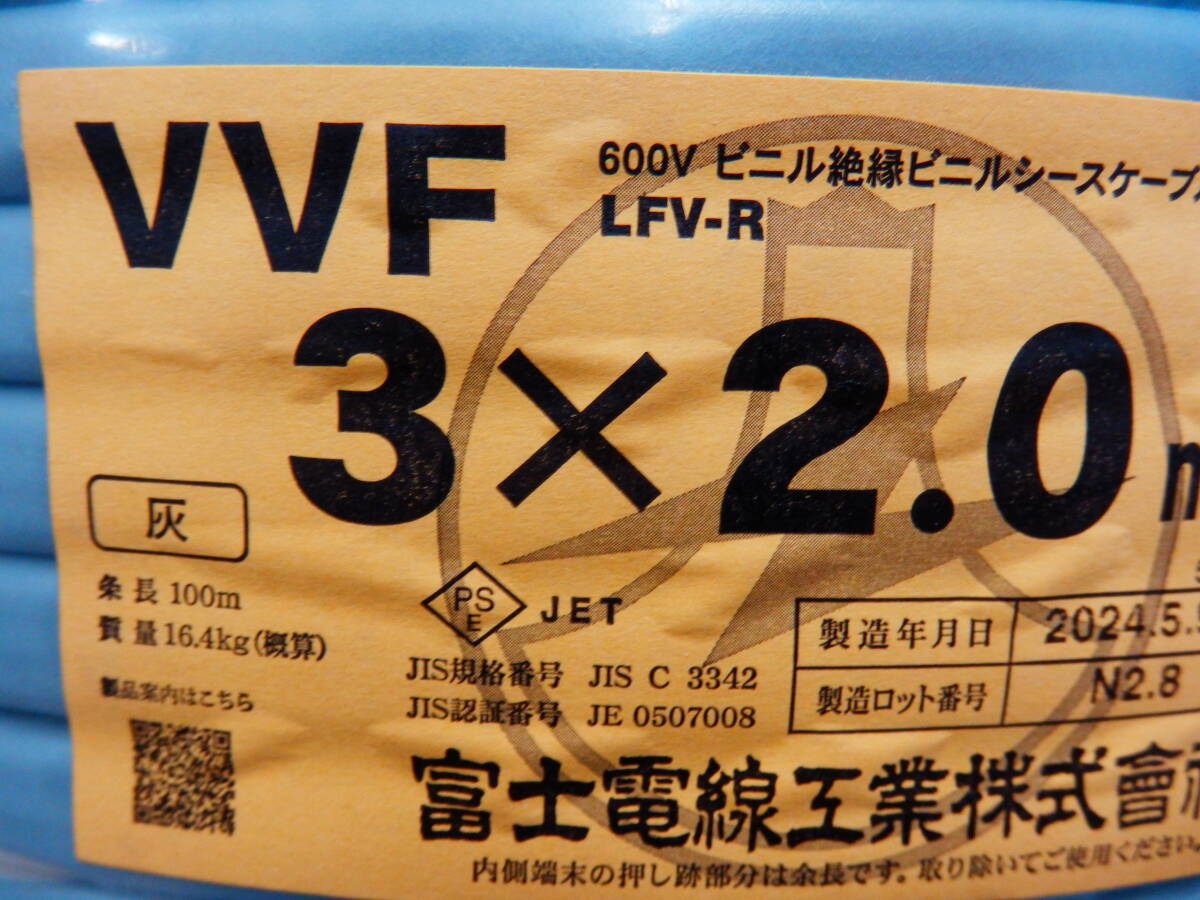 VVF
600V ビニル絶縁ビニルシースケーブ
LFV-R
3×2.0
灰
条長 100m
質量 16.4kg(概算)
製品案内はこちら
PS E JET
JIS規格番号 JIS C 3342
JIS認証番号 JE 0507008
製造年月日 2024.5.
製造ロット番号 N2.8
富士電線工業株式會
内側端末の押し跡部分は余長です。取り除いてご使用ください。